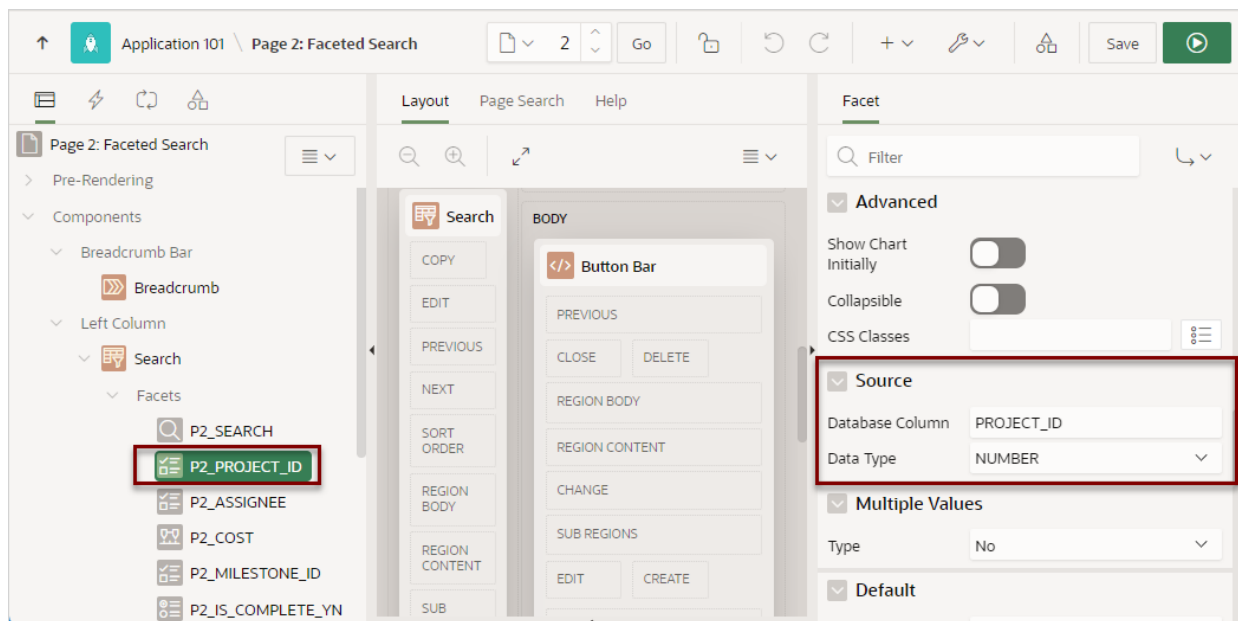 Application 101 \ Page 2: Faceted Search
2
Go
Save
Layout
Page Search
Help
Facet
Page 2: Faceted Search
Pre-Rendering
Components
Breadcrumb Bar
Breadcrumb
Left Column
Search
Facets
P2_SEARCH
P2_PROJECT_ID
P2_ASSIGNEE
P2_COST
P2_MILESTONE_ID
P2_IS_COMPLETE_YN
Search
COPY
EDIT
PREVIOUS
NEXT
SORT
ORDER
REGION
BODY
REGION
CONTENT
SUB
BODY
Button Bar
PREVIOUS
CLOSE
DELETE
REGION BODY
REGION CONTENT
CHANGE
SUB REGIONS
EDIT
CREATE
Filter
Advanced
Show Chart
Initially
Collapsible
CSS Classes
Source
Database Column
PROJECT_ID
Data Type
NUMBER
Multiple Values
Type
No
Default